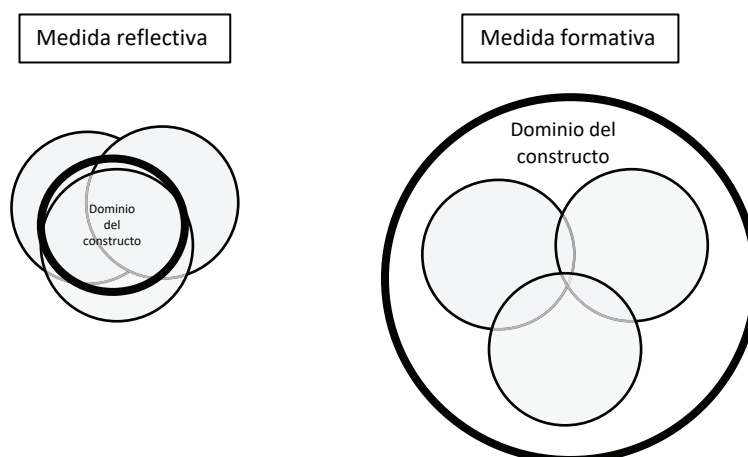 Medida reflectiva
Medida formativa
Dominio
del
constructo
Dominio del
constructo